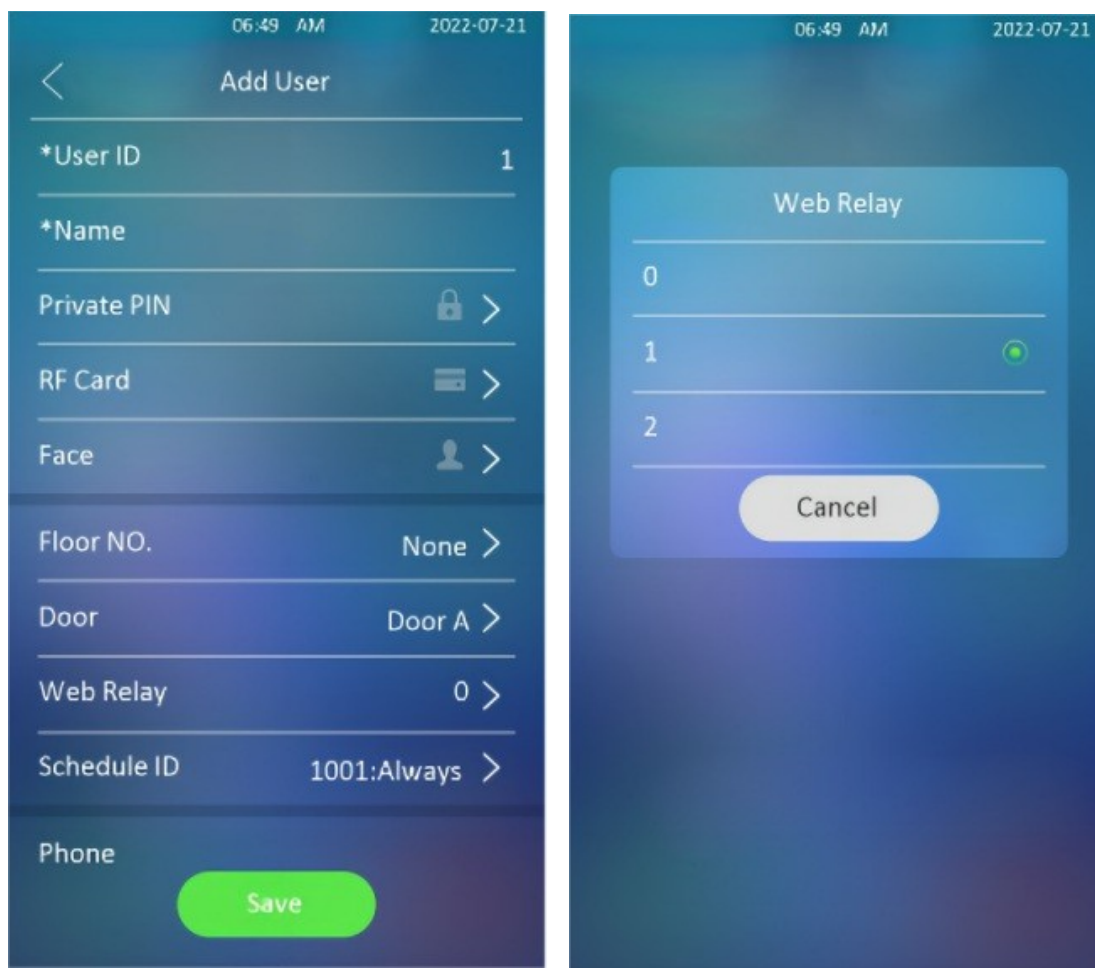 06:49 AM 2022-07-21
Add User
*User ID 1
*Name
Private PIN
RF Card
Face
Floor NO. None
Door Door A
Web Relay 0
Schedule ID 1001:Always
Phone
Save
06:49 AM 2022-07-21
Web Relay
0
1
2
Cancel